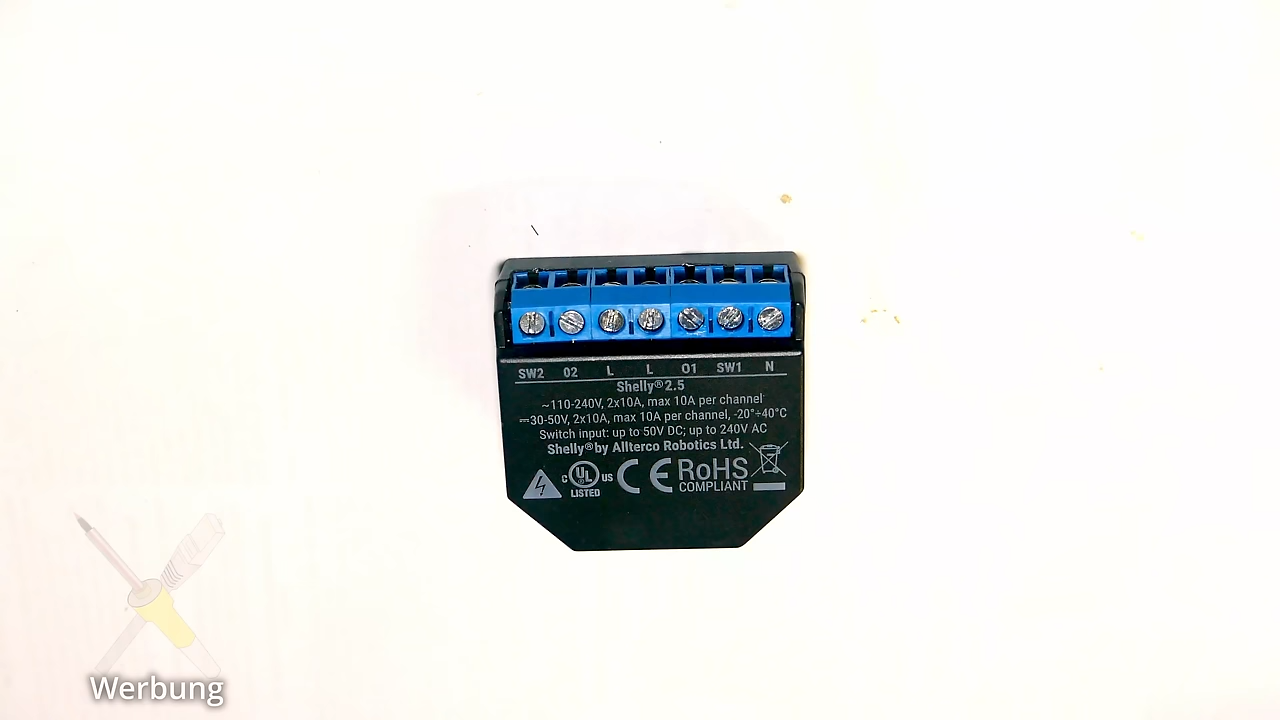 SW2 02 L L O1 SW1 N
Shelly® 2.5
~110-240V, 2x10A, max 10A per channel
⎓30-50V, 2x10A, max 10A per channel, -20°÷40°C
Switch input: up to 50V DC; up to 240V AC
Shelly® by Allterco Robotics Ltd.
C UL US CE RoHS
LISTED COMPLIANT
Werbung